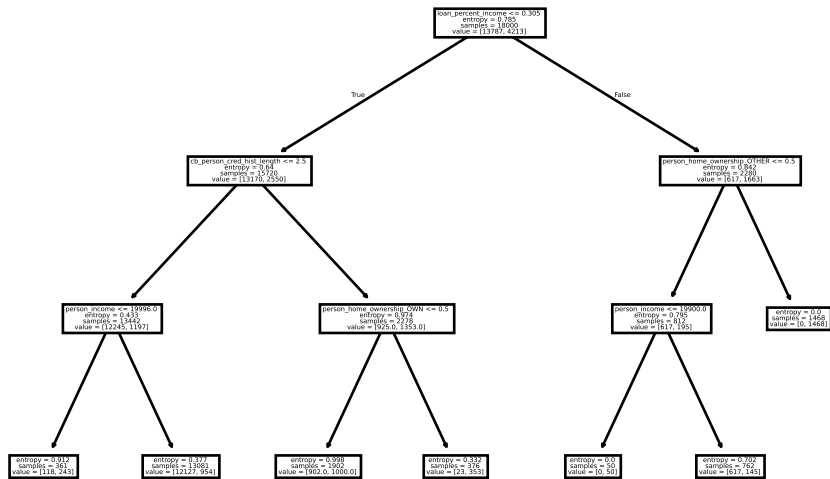 loan_percent_income <= 0.305
entropy = 0.785
samples = 18000
value = [13787, 4213]
True
False
cb_person_cred_hist_length <= 2.5
entropy = 0.64
samples = 15720
value = [13170, 2550]
person_home_ownership_OTHER <= 0.5
entropy = 0.842
samples = 2280
value = [617, 1663]
person_income <= 19996.0
entropy = 0.433
samples = 13442
value = [12245, 1197]
person_home_ownership_OWN <= 0.5
entropy = 0.974
samples = 2278
value = [925.0, 1353.0]
person_income <= 19900.0
entropy = 0.795
samples = 812
value = [617, 195]
entropy = 0.0
samples = 1468
value = [0, 1468]
entropy = 0.912
samples = 361
value = [118, 243]
entropy = 0.377
samples = 13081
value = [12127, 954]
entropy = 0.998
samples = 1902
value = [902.0, 1000.0]
entropy = 0.332
samples = 376
value = [23, 353]
entropy = 0.0
samples = 50
value = [0, 50]
entropy = 0.702
samples = 762
value = [617, 145]